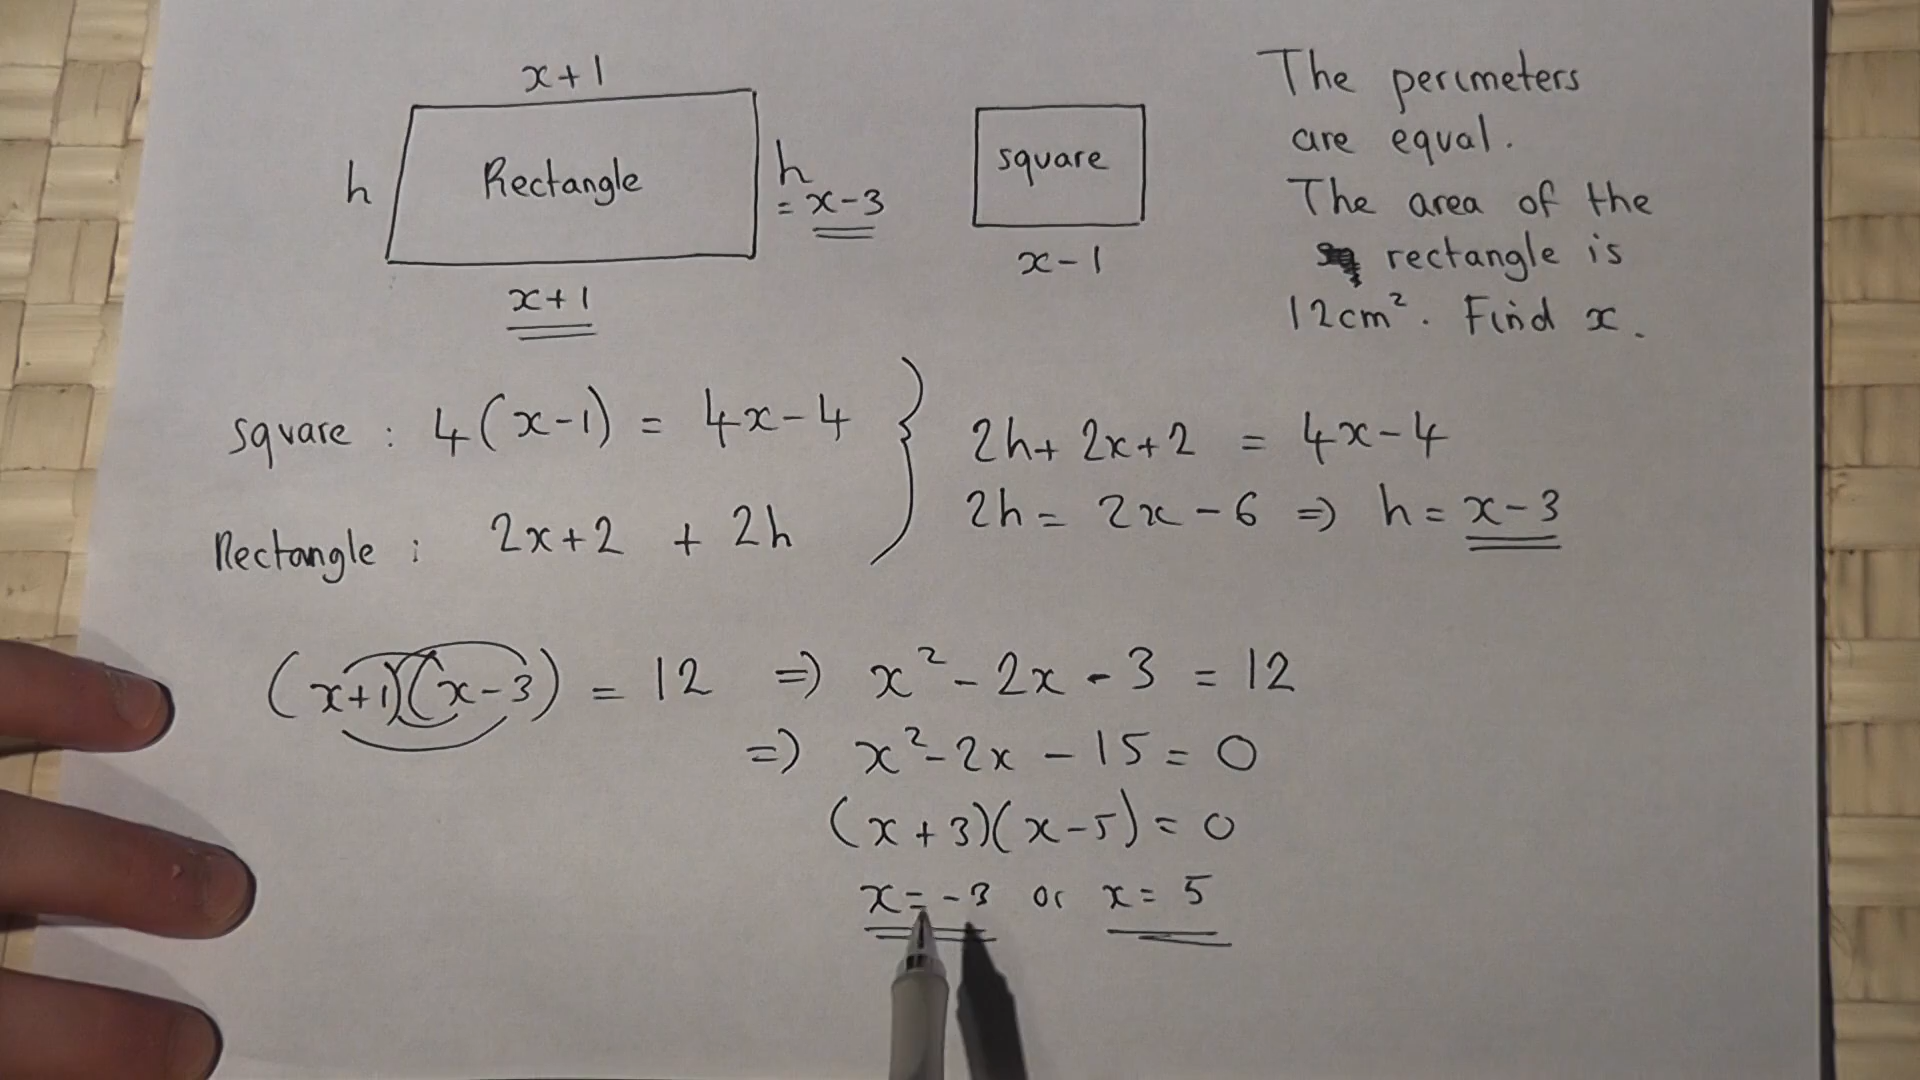 x+1
h
Rectangle
h
= x-3
x+1
square
x-1
The perimeters
are equal.
The area of the
rectangle is
12cm². Find x.
square : 4(x-1) = 4x-4
Rectangle : 2x+2 + 2h
2h+ 2x+2 = 4x-4
2h = 2x-6 => h = x-3
(x+1)(x-3) = 12 => x²-2x-3 = 12
=> x²-2x-15 = 0
(x+3)(x-5) = 0
x=-3 or x=5